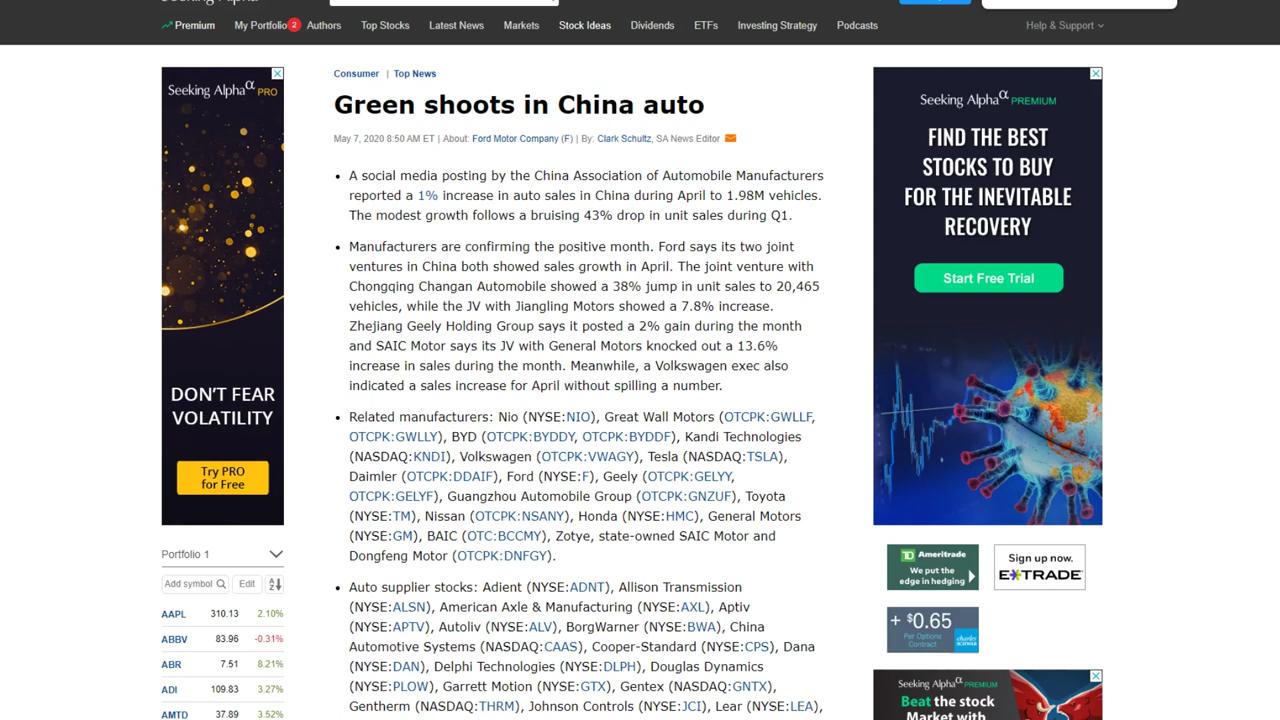 Seeking Alpha
Premium
My Portfolio 2
Authors
Top Stocks
Latest News
Markets
Stock Ideas
Dividends
ETFs
Investing Strategy
Podcasts
Help & Support
Seeking Alpha α PRO
DON'T FEAR
VOLATILITY
Try PRO
for Free
Portfolio 1
Add symbol
Edit
A
Z
AAPL 310.13 2.10%
ABBV 83.96 -0.31%
ABR 7.51 8.21%
ADI 109.83 3.27%
AMTD 37.89 3.52%
Consumer | Top News
Green shoots in China auto
May 7, 2020 8:50 AM ET | About: Ford Motor Company (F) | By: Clark Schultz, SA News Editor
• A social media posting by the China Association of Automobile Manufacturers
reported a 1% increase in auto sales in China during April to 1.98M vehicles.
The modest growth follows a bruising 43% drop in unit sales during Q1.
• Manufacturers are confirming the positive month. Ford says its two joint
ventures in China both showed sales growth in April. The joint venture with
Chongqing Changan Automobile showed a 38% jump in unit sales to 20,465
vehicles, while the JV with Jiangling Motors showed a 7.8% increase.
Zhejiang Geely Holding Group says it posted a 2% gain during the month
and SAIC Motor says its JV with General Motors knocked out a 13.6%
increase in sales during the month. Meanwhile, a Volkswagen exec also
indicated a sales increase for April without spilling a number.
• Related manufacturers: Nio (NYSE:NIO), Great Wall Motors (OTCPK:GWLLF,
OTCPK:GWLLY), BYD (OTCPK:BYDDY, OTCPK:BYDDF), Kandi Technologies
(NASDAQ:KNDI), Volkswagen (OTCPK:VWAGY), Tesla (NASDAQ:TSLA),
Daimler (OTCPK:DDAIF), Ford (NYSE:F), Geely (OTCPK:GELYY,
OTCPK:GELYF), Guangzhou Automobile Group (OTCPK:GNZUF), Toyota
(NYSE:TM), Nissan (OTCPK:NSANY), Honda (NYSE:HMC), General Motors
(NYSE:GM), BAIC (OTC:BCCMY), Zotye, state-owned SAIC Motor and
Dongfeng Motor (OTCPK:DNFGY).
• Auto supplier stocks: Adient (NYSE:ADNT), Allison Transmission
(NYSE:ALSN), American Axle & Manufacturing (NYSE:AXL), Aptiv
(NYSE:APTV), Autoliv (NYSE:ALV), BorgWarner (NYSE:BWA), China
Automotive Systems (NASDAQ:CAAS), Cooper-Standard (NYSE:CPS), Dana
(NYSE:DAN), Delphi Technologies (NYSE:DLPH), Douglas Dynamics
(NYSE:PLOW), Garrett Motion (NYSE:GTX), Gentex (NASDAQ:GNTX),
Gentherm (NASDAQ:THRM), Johnson Controls (NYSE:JCI), Lear (NYSE:LEA),
Seeking Alpha α PREMIUM
FIND THE BEST
STOCKS TO BUY
FOR THE INEVITABLE
RECOVERY
Start Free Trial
TD Ameritrade
We put the
edge in hedging
Sign up now.
E*TRADE
+ $0.65
Per Options
Contract
charles
SCHWAB
Seeking Alpha α PREMIUM
Beat the stock
Market with